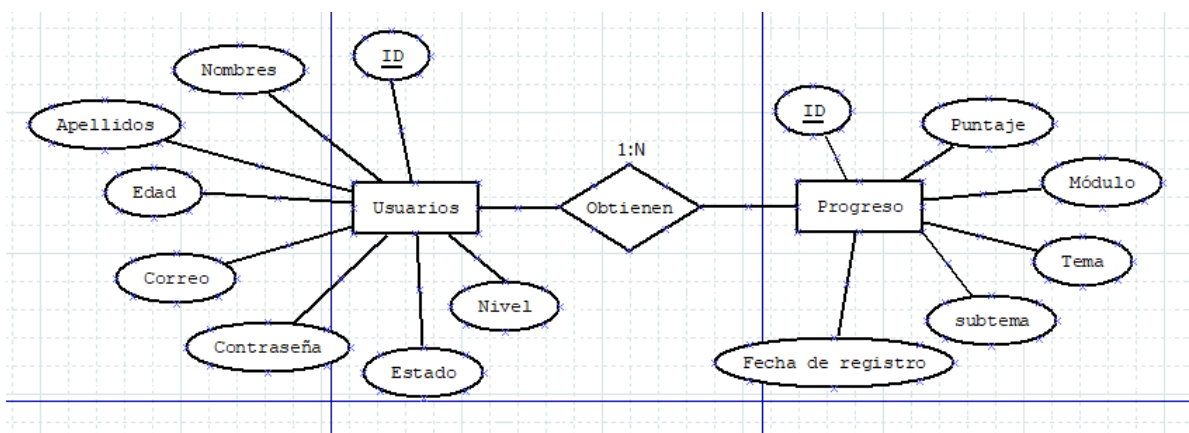 ID
Nombres
Apellidos
Edad
Correo
Contraseña
Estado
Nivel
Usuarios
1:N
Obtienen
Progreso
ID
Puntaje
Módulo
Tema
subtema
Fecha de registro